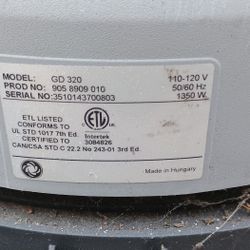 MODEL: GD 320
110-120 V
PROD NO: 905 8909 010
50/60 Hz
SERIAL NO:3510143700803
1350 W
ETL LISTED
CONFORMS TO
UL STD 1017 7th Ed.
CERTIFIED TO
CAN/CSA STD C 22.2 No 243-01 3rd Ed.
ETL
Intertek
3084826
Made in Hungary